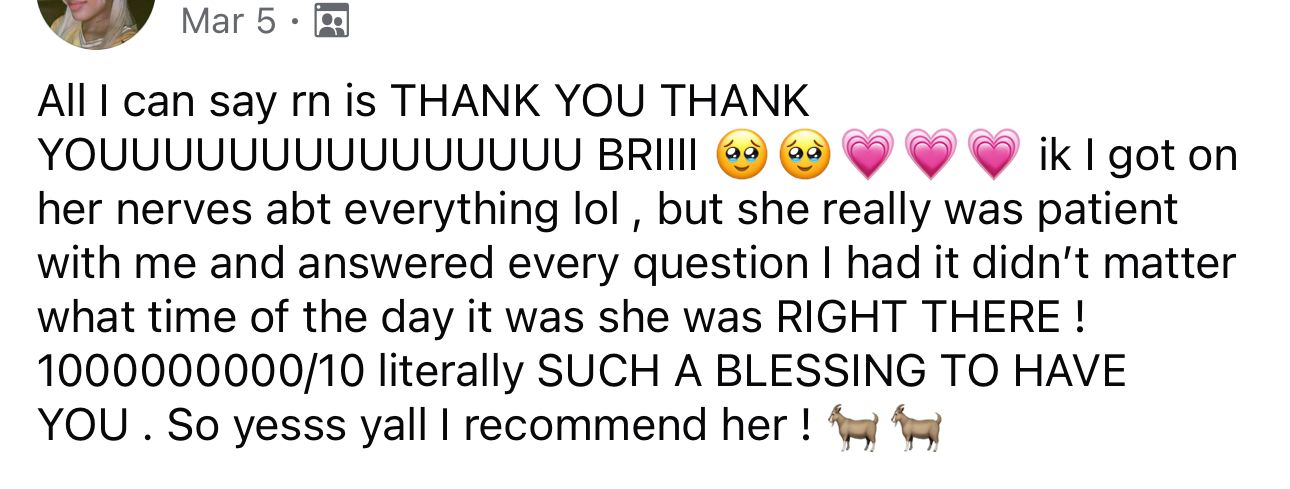 Mar 5 ·
All I can say rn is THANK YOU THANK
YOUUUUUUUUUUUUUUUU BRIIII 🥹🥹💗💗💗 ik I got on
her nerves abt everything lol , but she really was patient
with me and answered every question I had it didn’t matter
what time of the day it was she was RIGHT THERE !
1000000000/10 literally SUCH A BLESSING TO HAVE
YOU . So yesss yall I recommend her ! 🐐🐐